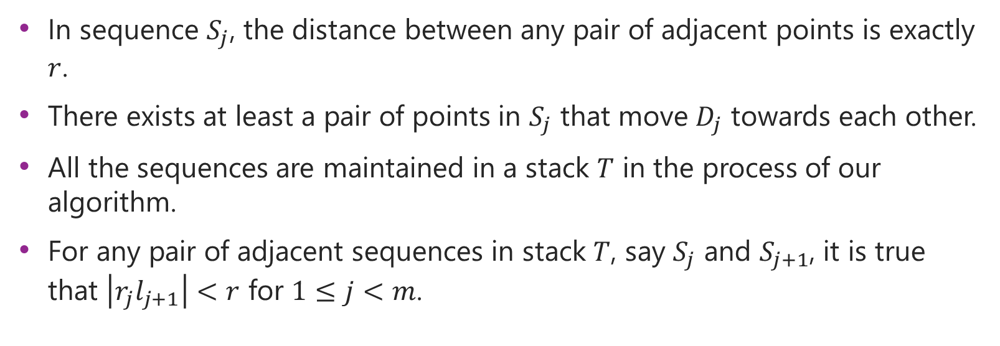 • In sequence $S_j$, the distance between any pair of adjacent points is exactly
$r$.
• There exists at least a pair of points in $S_j$ that move $D_j$ towards each other.
• All the sequences are maintained in a stack $T$ in the process of our
algorithm.
• For any pair of adjacent sequences in stack $T$, say $S_j$ and $S_{j+1}$, it is true
that $|r_j l_{j+1}| < r$ for $1 \leq j < m$.